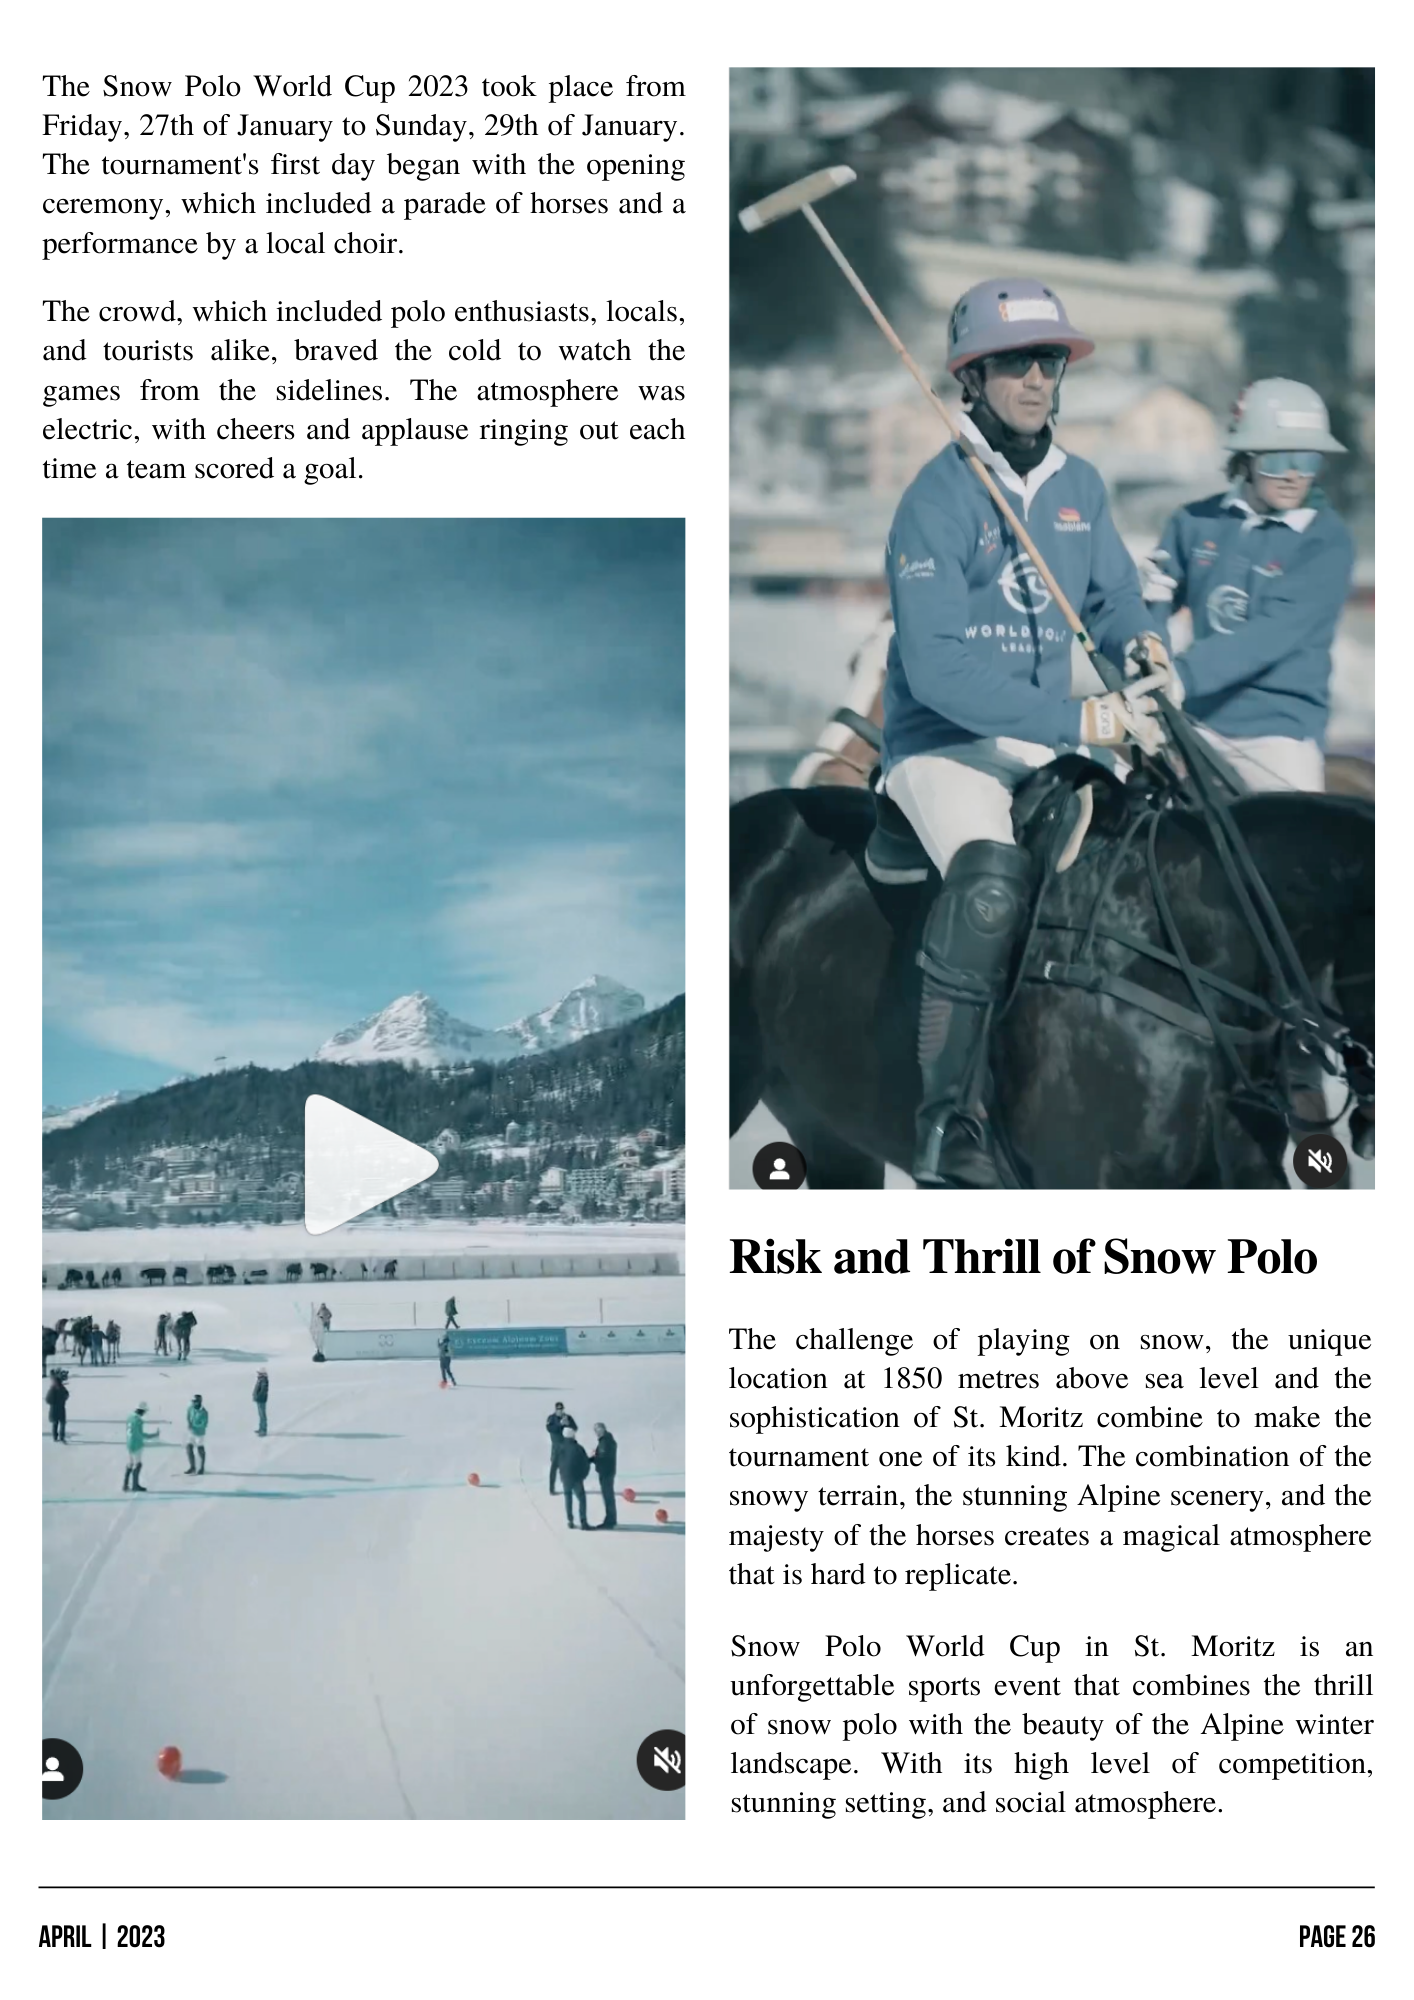 The Snow Polo World Cup 2023 took place from
Friday, 27th of January to Sunday, 29th of January.
The tournament's first day began with the opening
ceremony, which included a parade of horses and a
performance by a local choir.
The crowd, which included polo enthusiasts, locals,
and tourists alike, braved the cold to watch the
games from the sidelines. The atmosphere was
electric, with cheers and applause ringing out each
time a team scored a goal.
WORLD POLO
LEAGUE
Risk and Thrill of Snow Polo
The challenge of playing on snow, the unique
location at 1850 metres above sea level and the
sophistication of St. Moritz combine to make the
tournament one of its kind. The combination of the
snowy terrain, the stunning Alpine scenery, and the
majesty of the horses creates a magical atmosphere
that is hard to replicate.
Snow Polo World Cup in St. Moritz is an
unforgettable sports event that combines the thrill
of snow polo with the beauty of the Alpine winter
landscape. With its high level of competition,
stunning setting, and social atmosphere.
APRIL | 2023
PAGE 26